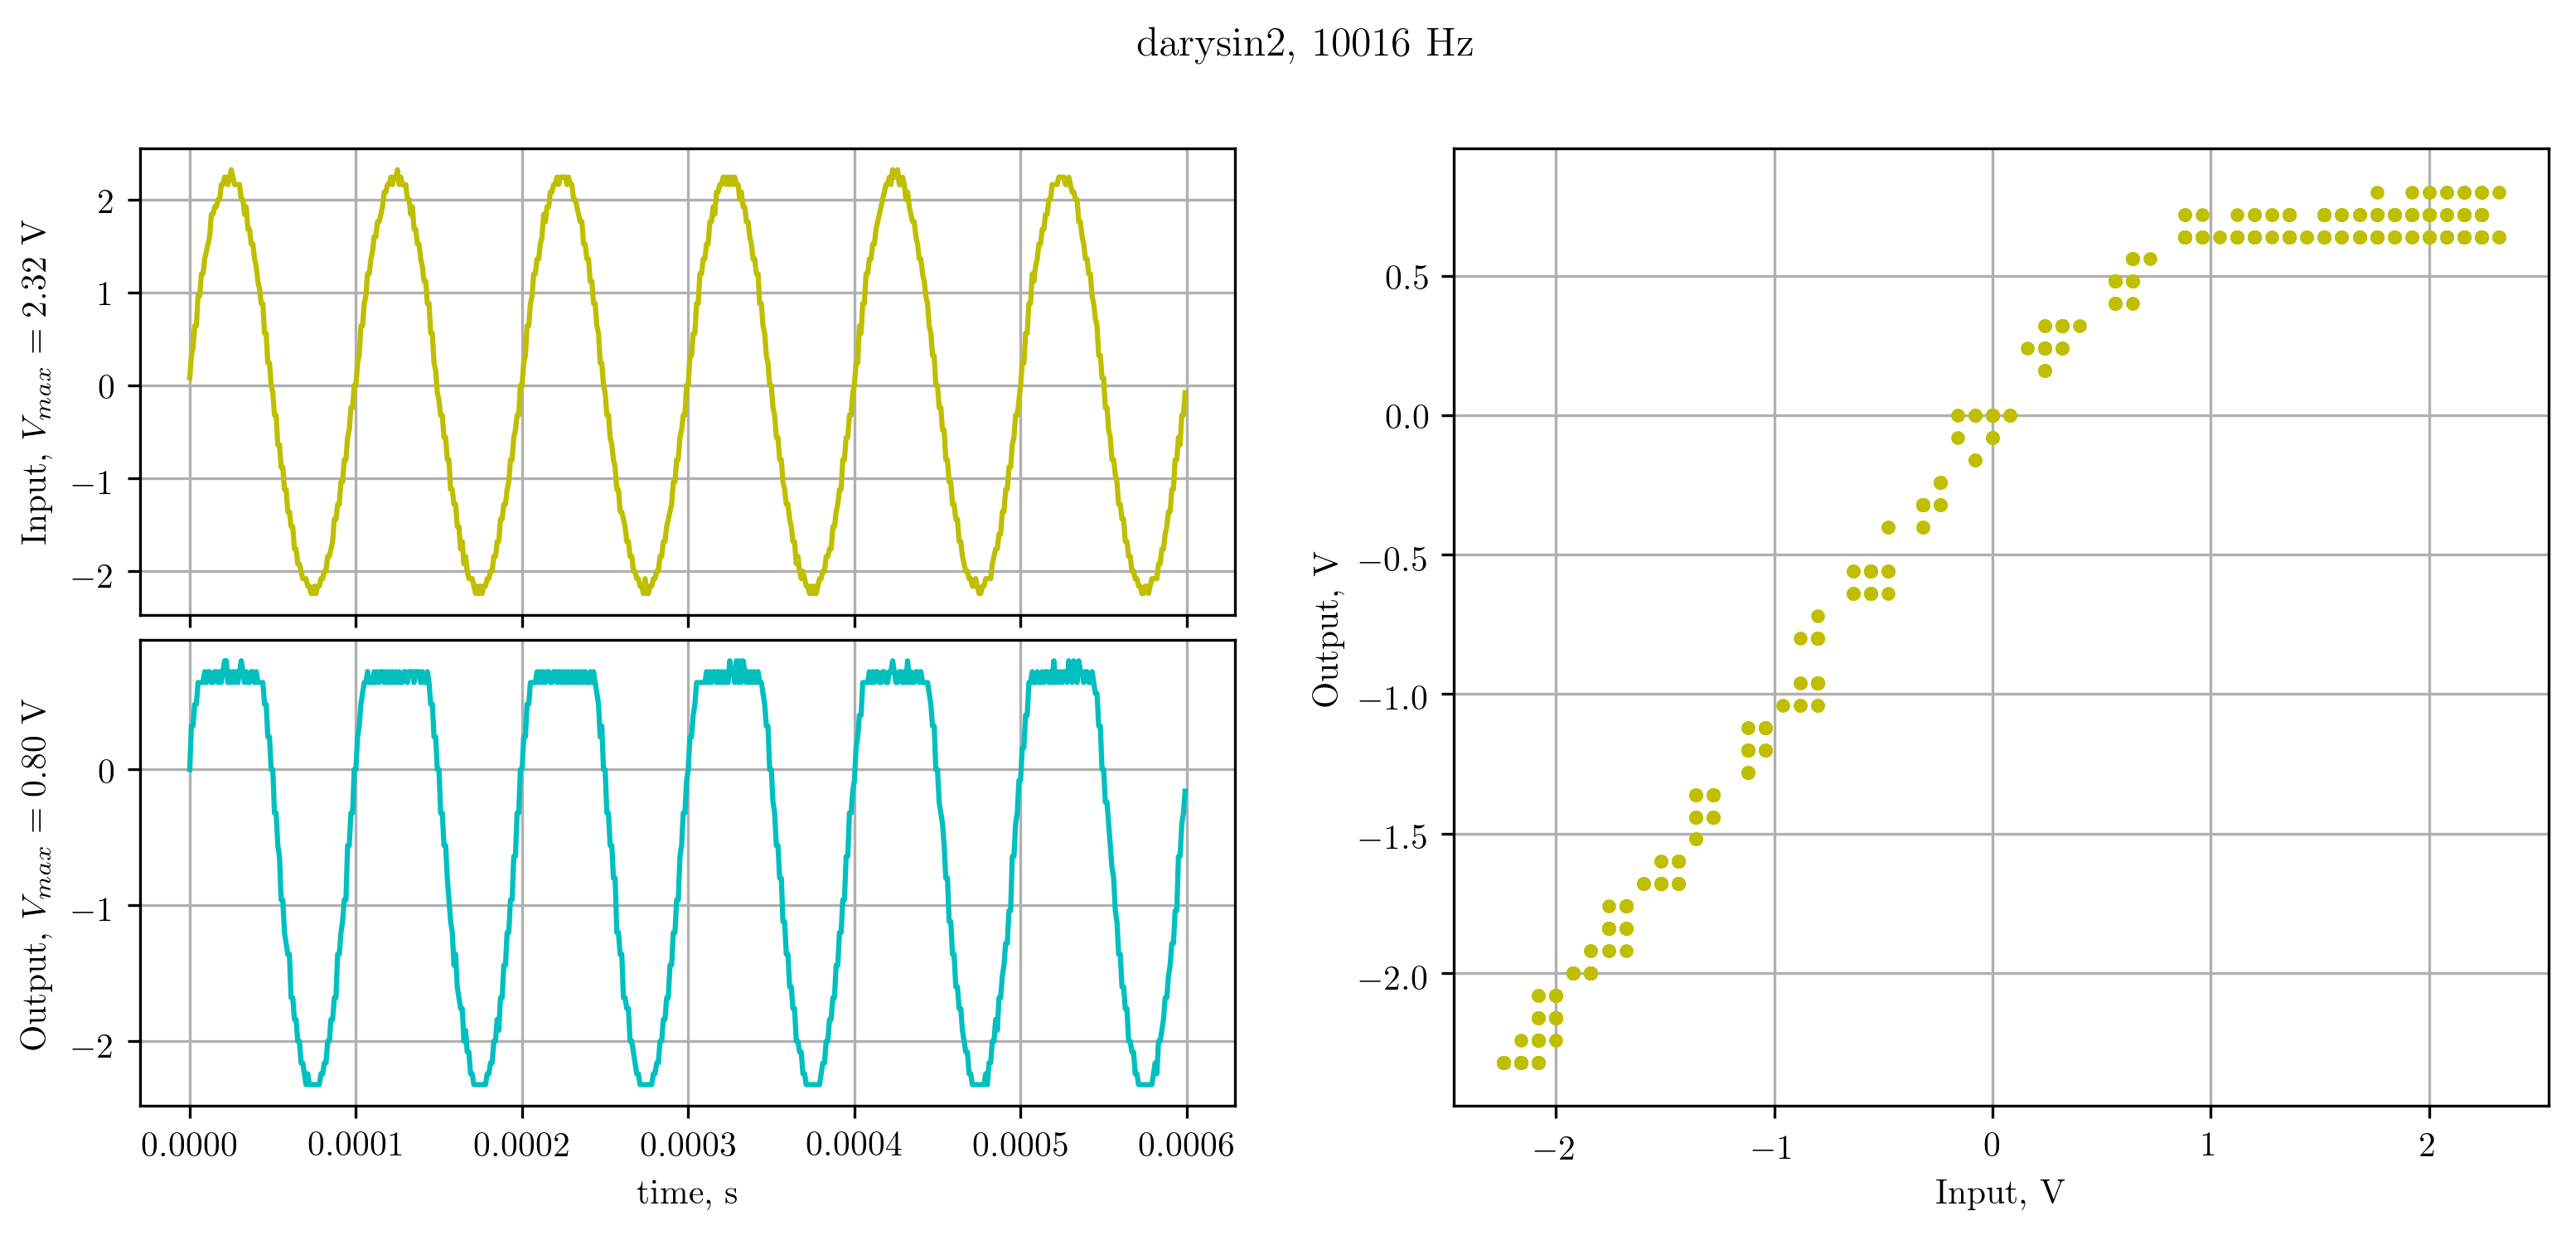 darysin2, 10016 Hz
Input, V_max = 2.32 V
2
1
0
−1
−2
Output, V_max = 0.80 V
0
−1
−2
0.0000 0.0001 0.0002 0.0003 0.0004 0.0005 0.0006
time, s
Output, V
0.5
0.0
−0.5
−1.0
−1.5
−2.0
−2 −1 0 1 2
Input, V